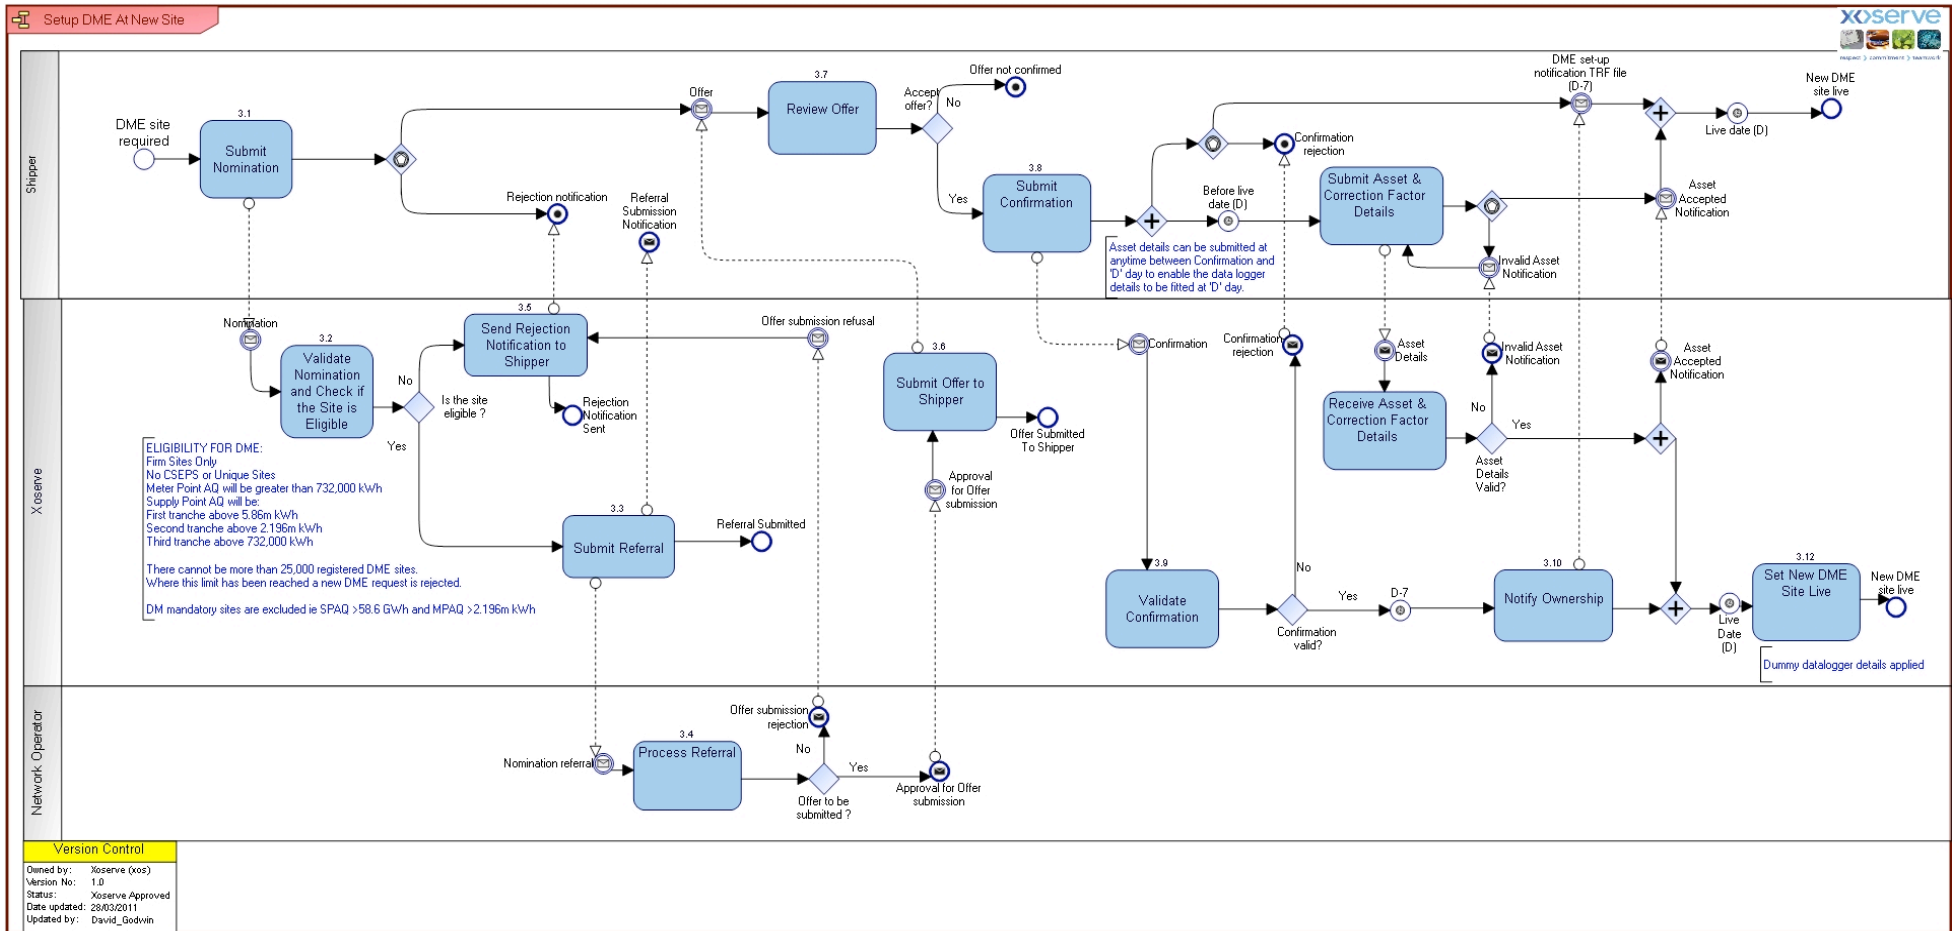 Setup DME At New Site
xoserve
Shipper
DME site
required
3.1
Submit
Nomination
Offer
3.7
Review Offer
Accept
offer?
No
Offer not confirmed
Yes
Rejection notification
Referral
Submission
Notification
3.8
Submit
Confirmation
Asset details can be submitted at
anytime between Confirmation and
'D' day to enable the data logger
details to be fitted at 'D' day.
Before live
date (D)
Confirmation
rejection
Submit Asset &
Correction Factor
Details
DME set-up
notification TRF file
(D-7)
Invalid Asset
Notification
Asset
Accepted
Notification
Live date (D)
New DME
site live
Xoserve
Nomination
3.2
Validate
Nomination
and Check if
the Site is
Eligible
No
Is the site
eligible ?
Yes
3.5
Send Rejection
Notification to
Shipper
Rejection
Notification
Sent
Offer submission refusal
3.6
Submit Offer to
Shipper
Offer Submitted
To Shipper
Approval
for Offer
submission
3.3
Submit Referral
Referral Submitted
ELIGIBILITY FOR DME:
Firm Sites Only
No CSEPS or Unique Sites
Meter Point AQ will be greater than 732,000 kWh
Supply Point AQ will be:
First tranche above 5.86m kWh
Second tranche above 2.196m kWh
Third tranche above 732,000 kWh
There cannot be more than 25,000 registered DME sites.
Where this limit has been reached a new DME request is rejected.
DM mandatory sites are excluded ie SPAQ >58.6 GWh and MPAQ >2.196m kWh
Confirmation
Confirmation
rejection
Asset
Details
Invalid Asset
Notification
Asset
Accepted
Notification
Receive Asset &
Correction Factor
Details
No
Yes
Asset
Details
Valid?
3.9
Validate
Confirmation
No
Yes
Confirmation
valid?
D-7
3.10
Notify Ownership
Live
Date
(D)
3.12
Set New DME
Site Live
New DME
site live
Dummy datalogger details applied
Network Operator
Nomination referral
3.4
Process Referral
Offer submission
rejection
No
Yes
Offer to be
submitted ?
Approval for Offer
submission
Version Control
Owned by: Xoserve (xos)
Version No: 1.0
Status: Xoserve Approved
Date updated: 28/03/2011
Updated by: David_Godwin